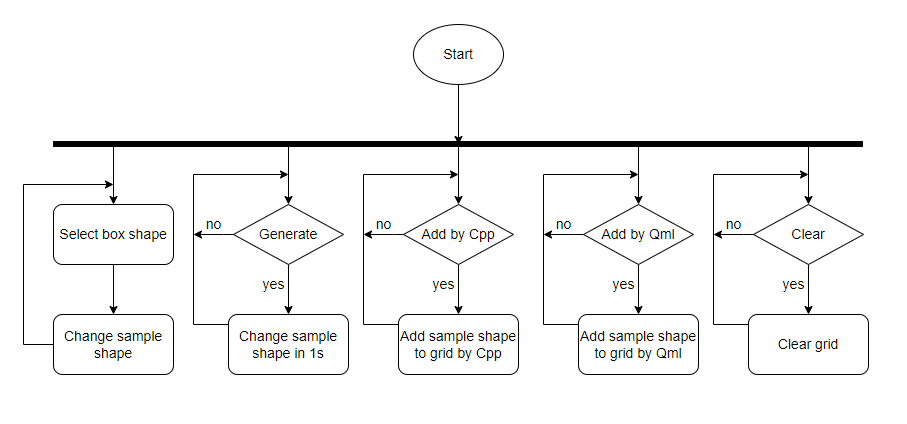 Start
Select box shape
Change sample
shape
no
Generate
yes
Change sample
shape in 1s
no
Add by Cpp
yes
Add sample shape
to grid by Cpp
no
Add by Qml
yes
Add sample shape
to grid by Qml
no
Clear
yes
Clear grid